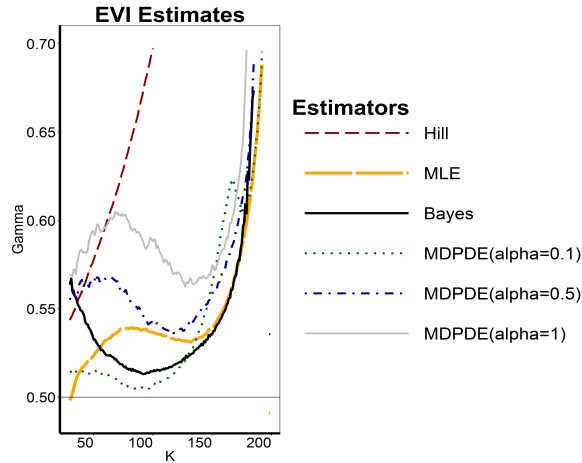 EVI Estimates
0.70
0.65
0.60
0.55
0.50
Gamma
50
100
150
200
K
Estimators
Hill
MLE
Bayes
MDPDE(alpha=0.1)
MDPDE(alpha=0.5)
MDPDE(alpha=1)